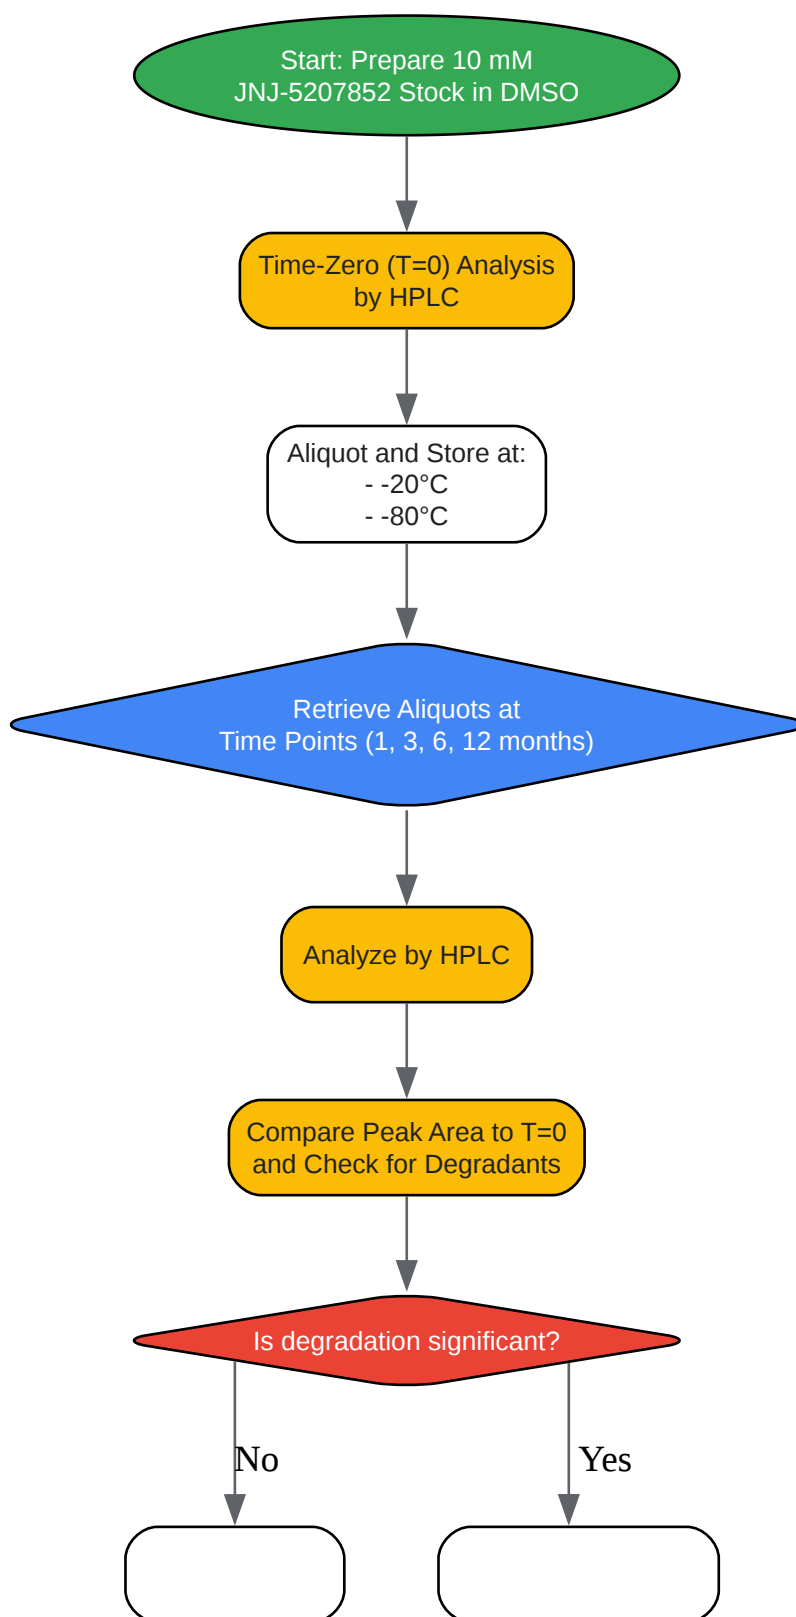 Start: Prepare 10 mM
JNJ-5207852 Stock in DMSO
Time-Zero (T=0) Analysis
by HPLC
Aliquot and Store at:
- -20°C
- -80°C
Retrieve Aliquots at
Time Points (1, 3, 6, 12 months)
Analyze by HPLC
Compare Peak Area to T=0
and Check for Degradants
Is degradation significant?
No
Yes